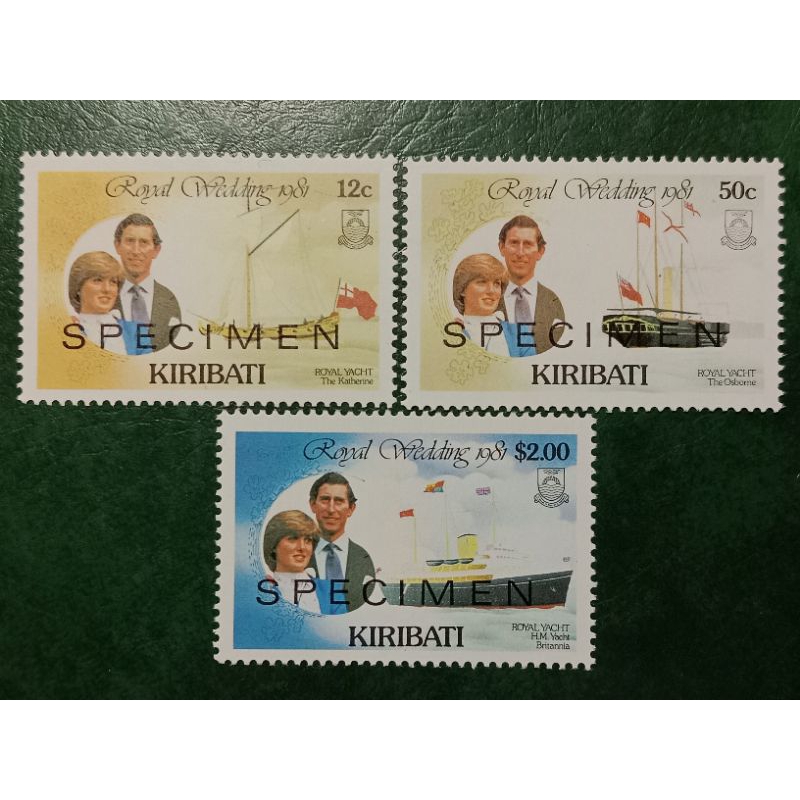 Royal Wedding 1981 12c
SPECIMEN
ROYAL YACHT
The Katherine
KIRIBATI
Royal Wedding 1981 50c
SPECIMEN
ROYAL YACHT
The Osborne
KIRIBATI
Royal Wedding 1981 $2.00
SPECIMEN
ROYAL YACHT
H.M. Yacht
Britannia
KIRIBATI